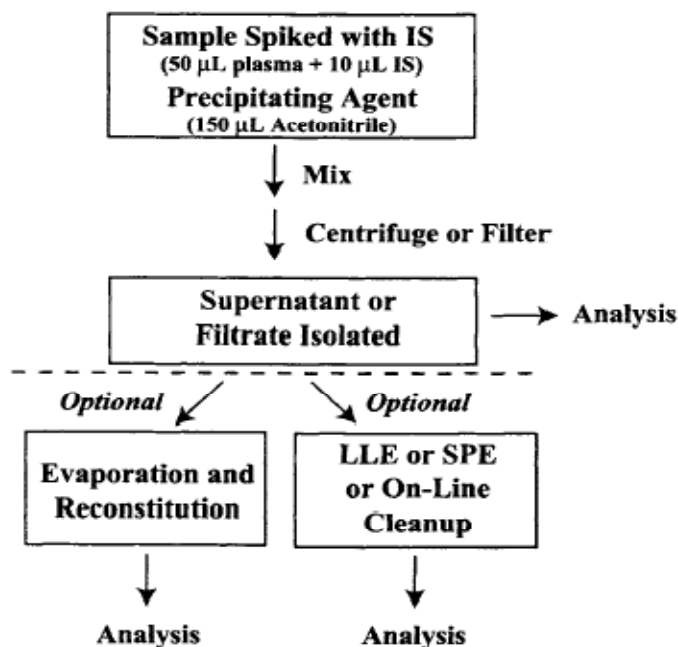 Sample Spiked with IS
(50 µL plasma + 10 µL IS)
Precipitating Agent
(150 µL Acetonitrile)
Mix
Centrifuge or Filter
Supernatant or
Filtrate Isolated
Analysis
Optional
Optional
Evaporation and
Reconstitution
LLE or SPE
or On-Line
Cleanup
Analysis
Analysis